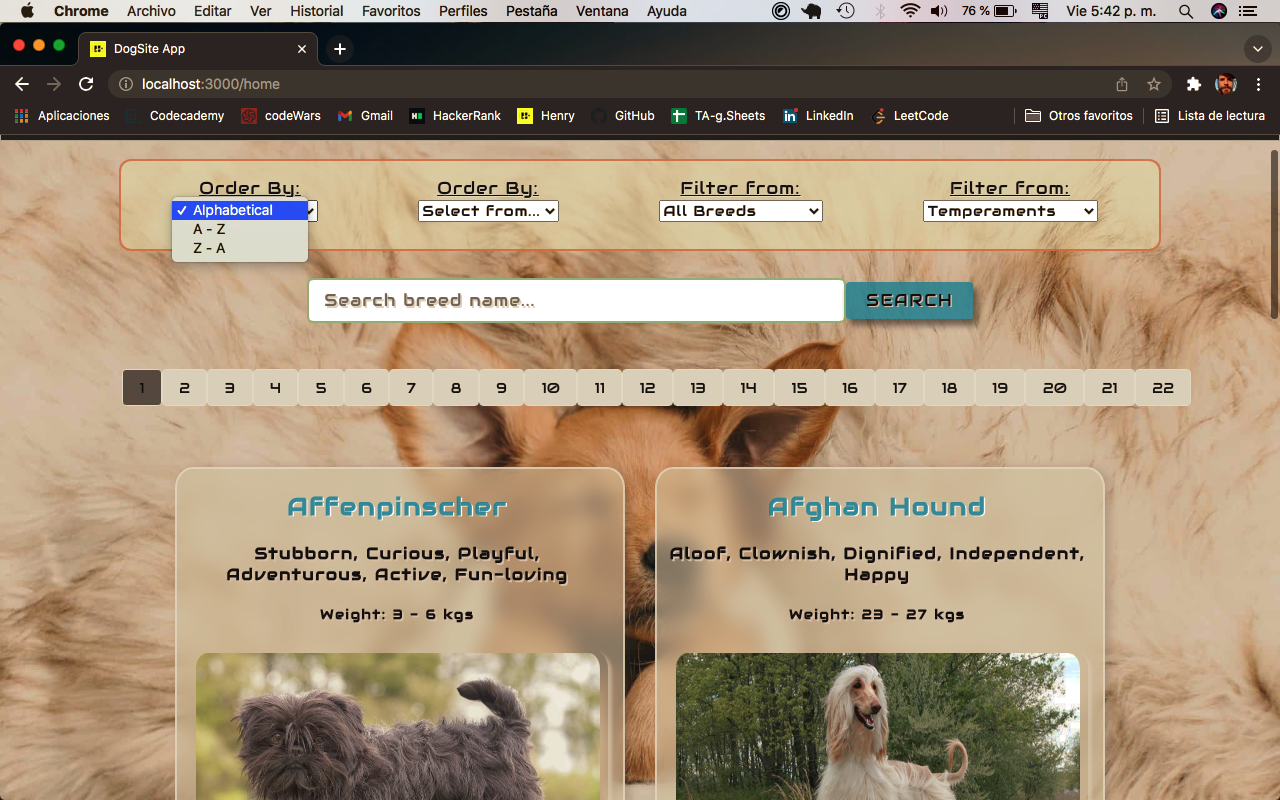 Chrome Archivo Editar Ver Historial Favoritos Perfiles Pestaña Ventana Ayuda 76 % Vie 5:42 p. m.
DogSite App
localhost:3000/home
Aplicaciones Codecademy codeWars Gmail HackerRank Henry GitHub TA-g.Sheets LinkedIn LeetCode Otros favoritos Lista de lectura
Order By: Order By: Filter from: Filter from:
✓ Alphabetical Select from... All Breeds Temperaments
A - Z
Z - A
Search breed name... SEARCH
1 2 3 4 5 6 7 8 9 10 11 12 13 14 15 16 17 18 19 20 21 22
Affenpinscher
Stubborn, Curious, Playful,
Adventurous, Active, Fun-loving
Weight: 3 - 6 kgs
Afghan Hound
Aloof, Clownish, Dignified, Independent,
Happy
Weight: 23 - 27 kgs